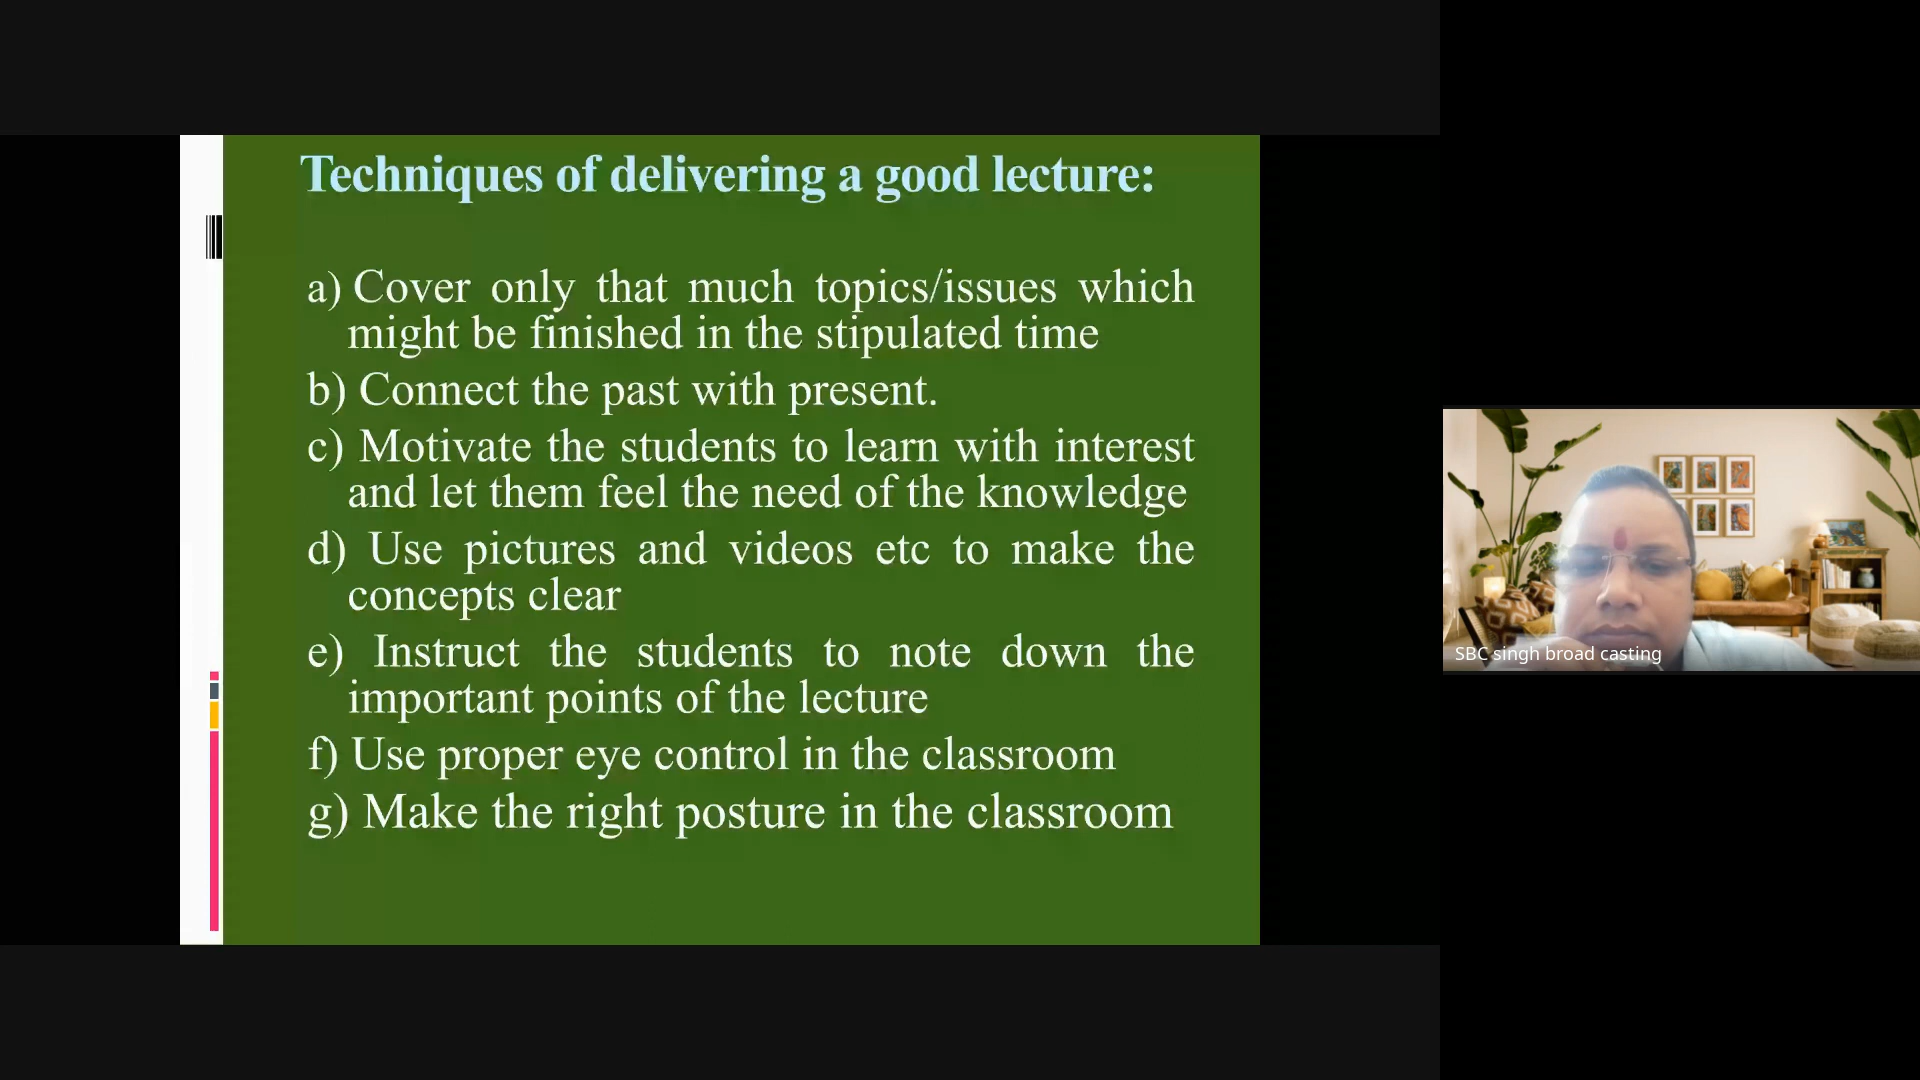 Techniques of delivering a good lecture:
a) Cover only that much topics/issues which
might be finished in the stipulated time
b) Connect the past with present.
c) Motivate the students to learn with interest
and let them feel the need of the knowledge
d) Use pictures and videos etc to make the
concepts clear
e) Instruct the students to note down the
important points of the lecture
f) Use proper eye control in the classroom
g) Make the right posture in the classroom
SBC singh broad casting